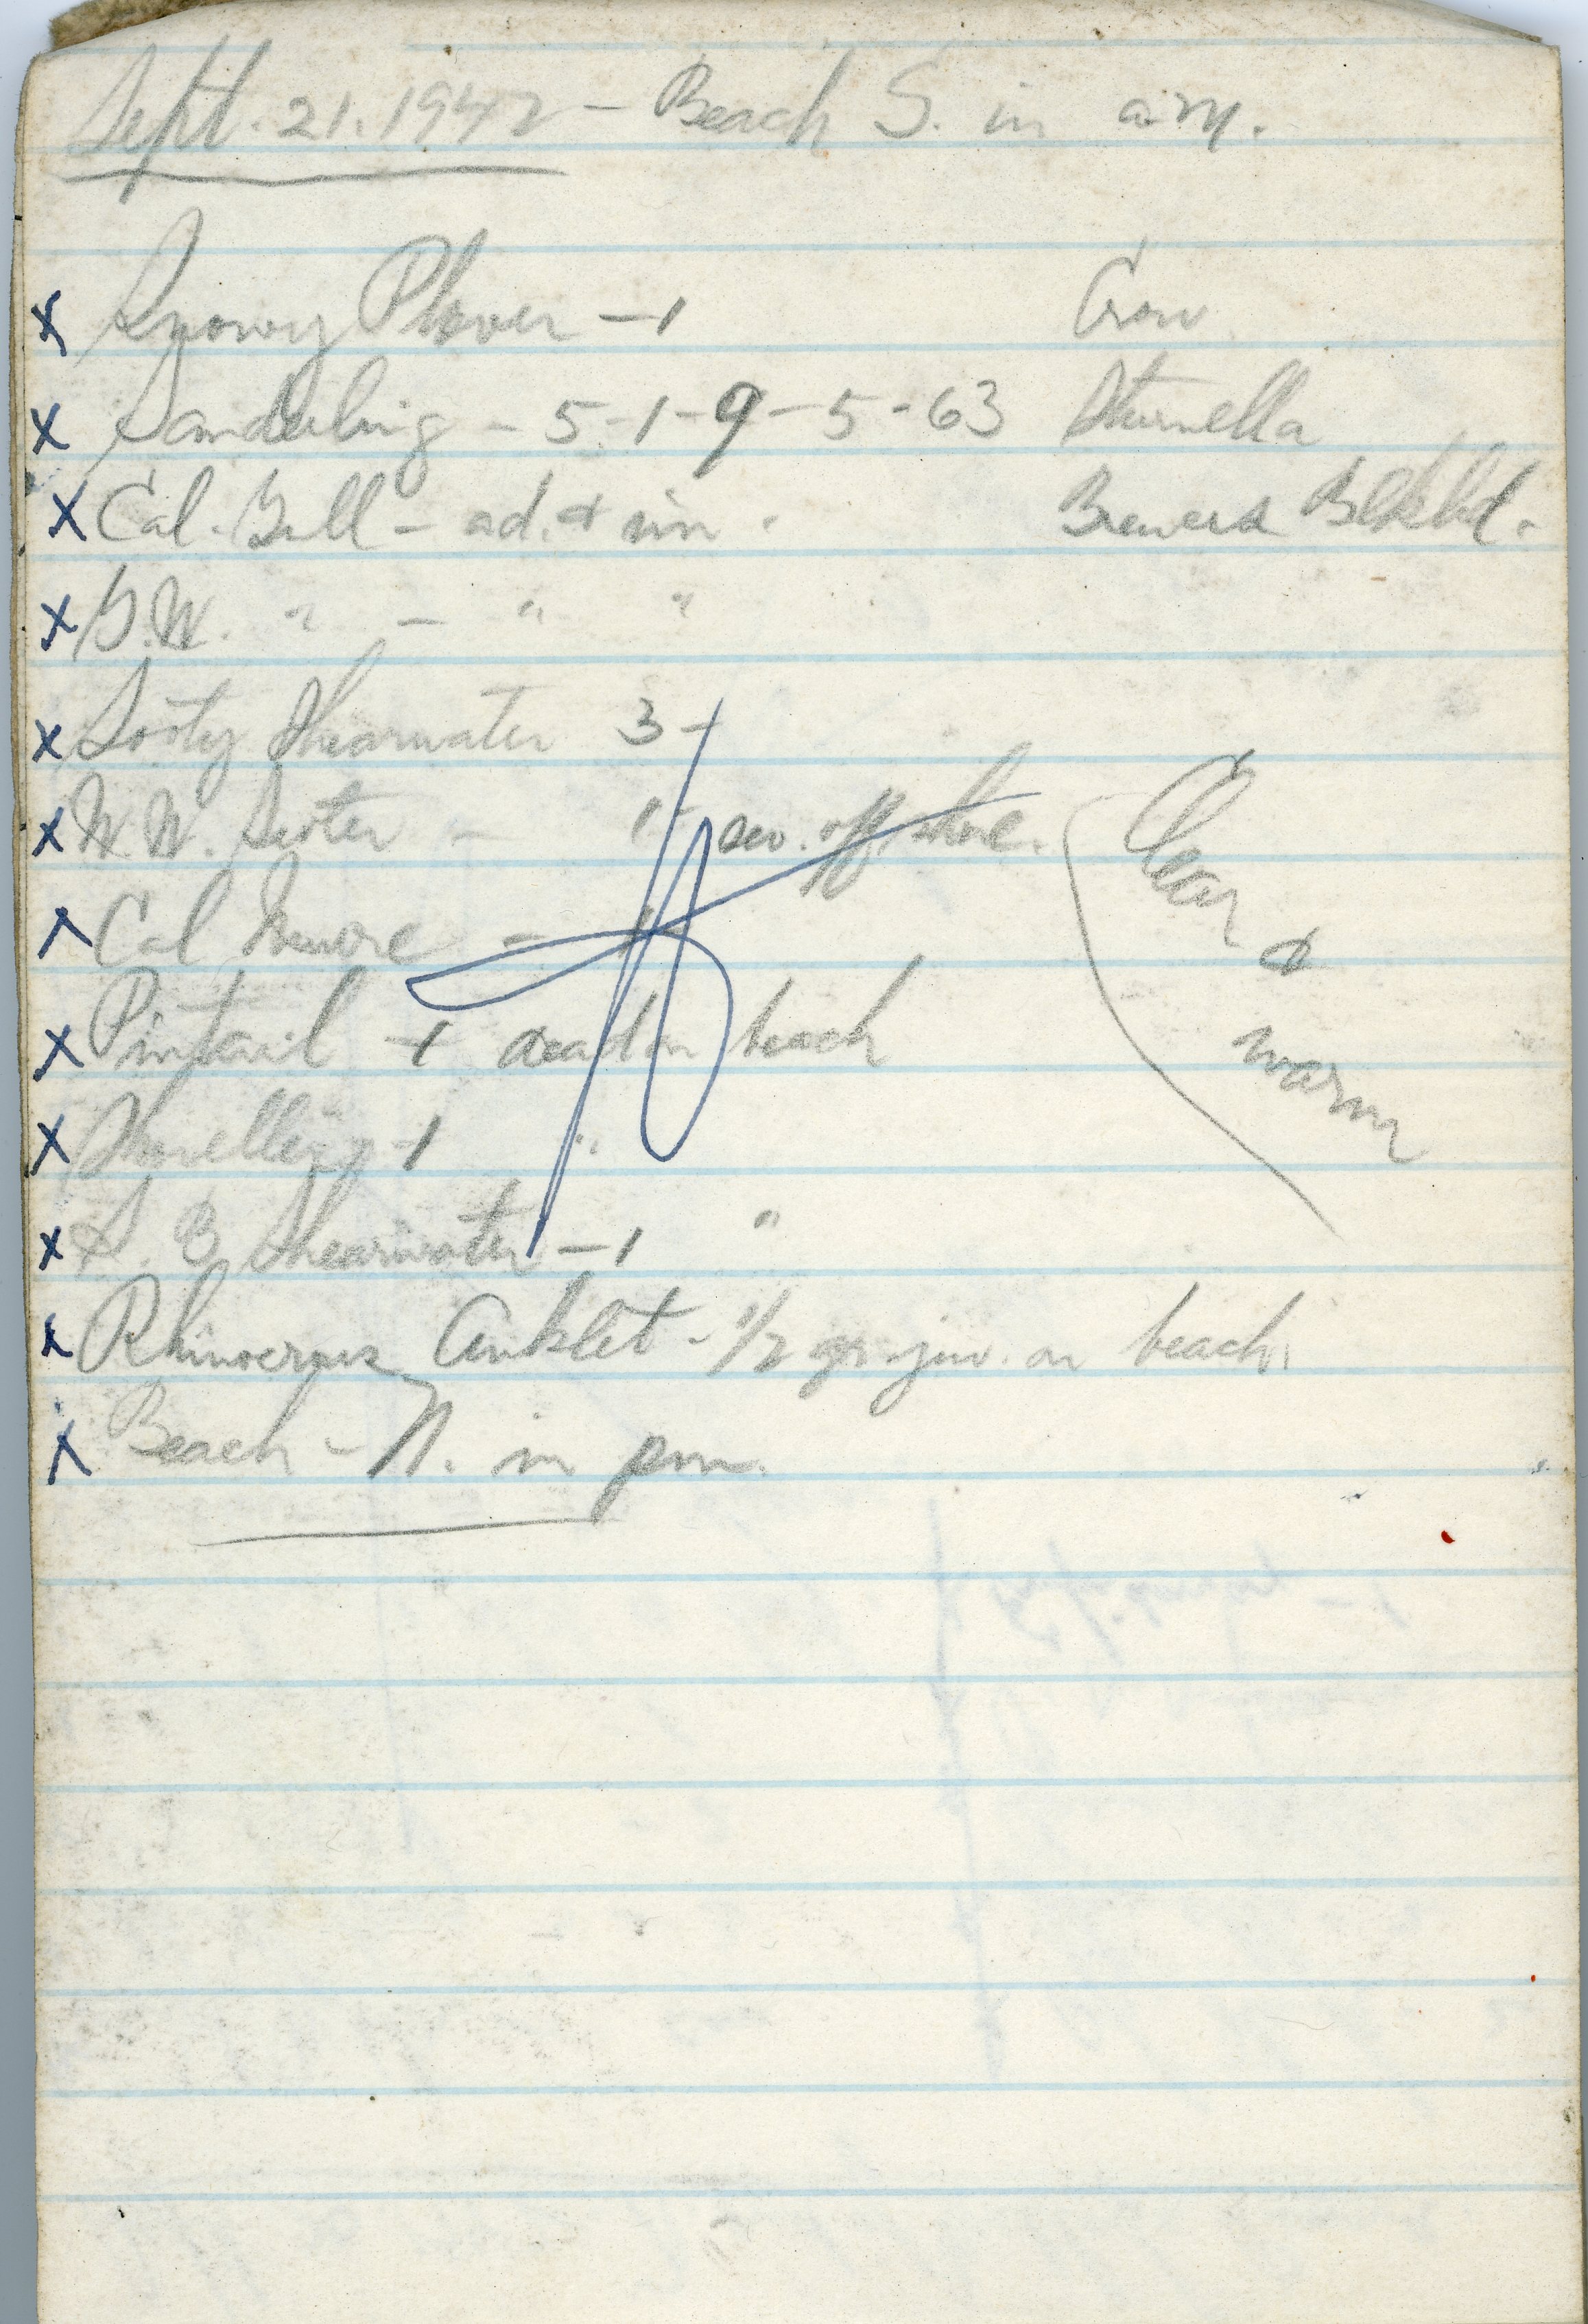 Sept. 21. 1942 - Beach S. in a.m.
x Snowy Plover - 1
Crow
x Sanderling - 5-1-9-5-63
Sturnella
x Cal. Gull - ad. & im.
Brewers Blkbd.
x G.W. " - " "
x Sooty Shearwater 3 -
x W.W. Scoter - 1 - sev. off shore.
Clear & warm
x Cal Murre - 1
x Pintail 1 dead on beach
x Shoveller - 1 "
x S. B. Shearwater - 1 "
x Rhinocerous Auklet - 1/2 gr. juv. on beach.
x Beach - N. in pm.